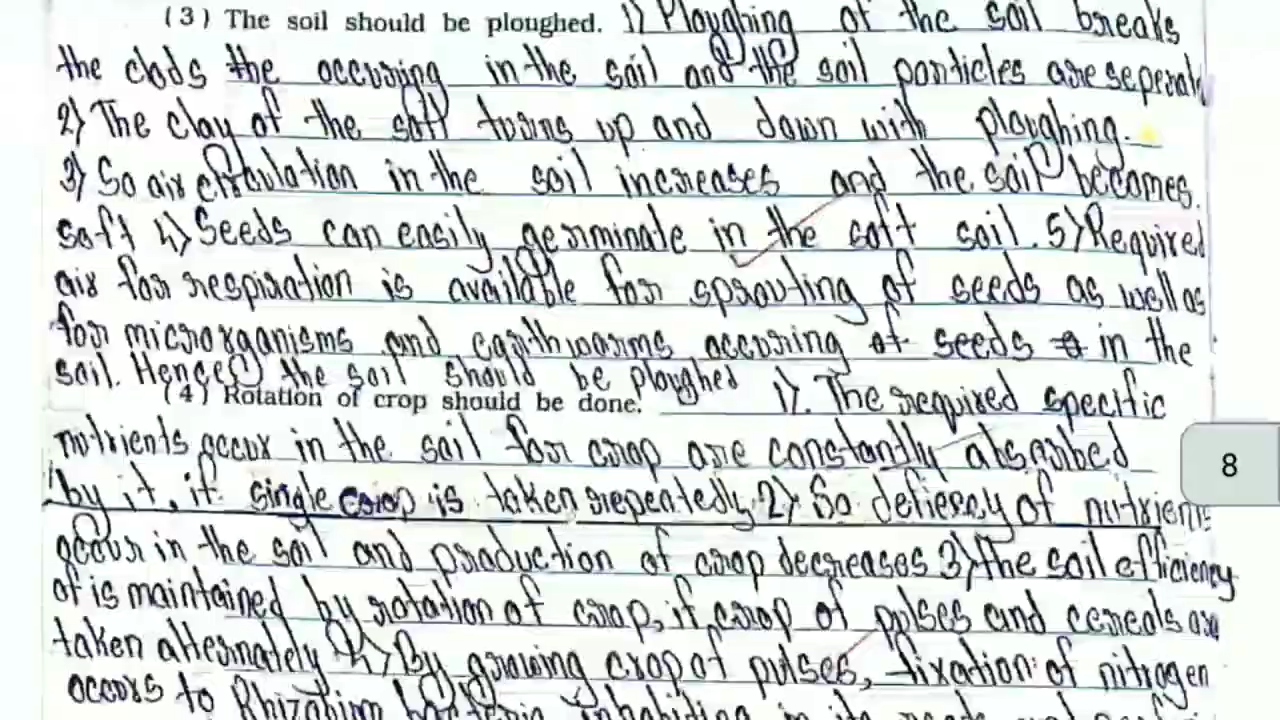 (3) The soil should be ploughed. 1) Ploughing of the soil breaks
the clods the occuring in the soil and the soil particles are seperat
2) The clay of the soft turns up and down with ploughing.
3) So air circulation in the soil increases and the soil becomes
soft 4) Seeds can easily germinate in the soft soil. 5) Required
air for respiration is available for sprouting of seeds as well as
for microrganisms and earthworms occuring of seeds in the
soil. Hence the soil should be ploughed
(4) Rotation of crop should be done. 1). The required specific
nutrients occur in the soil for crop are constantly absorbed
by it, if single crop is taken repeatedly 2) So defiesey of nutrients
occur in the soil and production of crop decreases 3) the soil efficiency
of is maintained by rotation of crop, if crop of pulses and cereals are
taken alternately 4) By growing crop of pulses, fixation of nitrogen
occurs to Rhizobium bacteria inhabiting in its
8